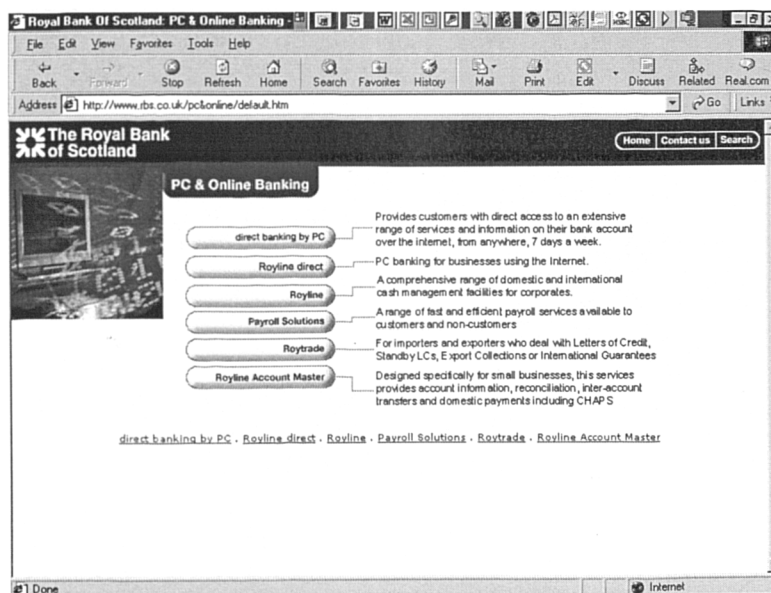 Royal Bank Of Scotland: PC & Online Banking -
File Edit View Favorites Tools Help
Back Forward Stop Refresh Home Search Favorites History Mail Print Edit Discuss Related Real.com
Address http://www.rbs.co.uk/pc&online/default.htm Go Links
The Royal Bank
of Scotland
Home Contact us Search
PC & Online Banking
direct banking by PC
Provides customers with direct access to an extensive
range of services and information on their bank account
over the internet, from anywhere, 7 days a week.
Royline direct
PC banking for businesses using the Internet.
Royline
A comprehensive range of domestic and international
cash management facilities for corporates.
Payroll Solutions
A range of fast and efficient payroll services available to
customers and non-customers
Roytrade
For importers and exporters who deal with Letters of Credit,
Standby LCs, Export Collections or International Guarantees
Royline Account Master
Designed specifically for small businesses, this services
provides account information, reconciliation, inter-account
transfers and domestic payments including CHAPS
direct banking by PC . Royline direct . Royline . Payroll Solutions . Roytrade . Royline Account Master
Done Internet